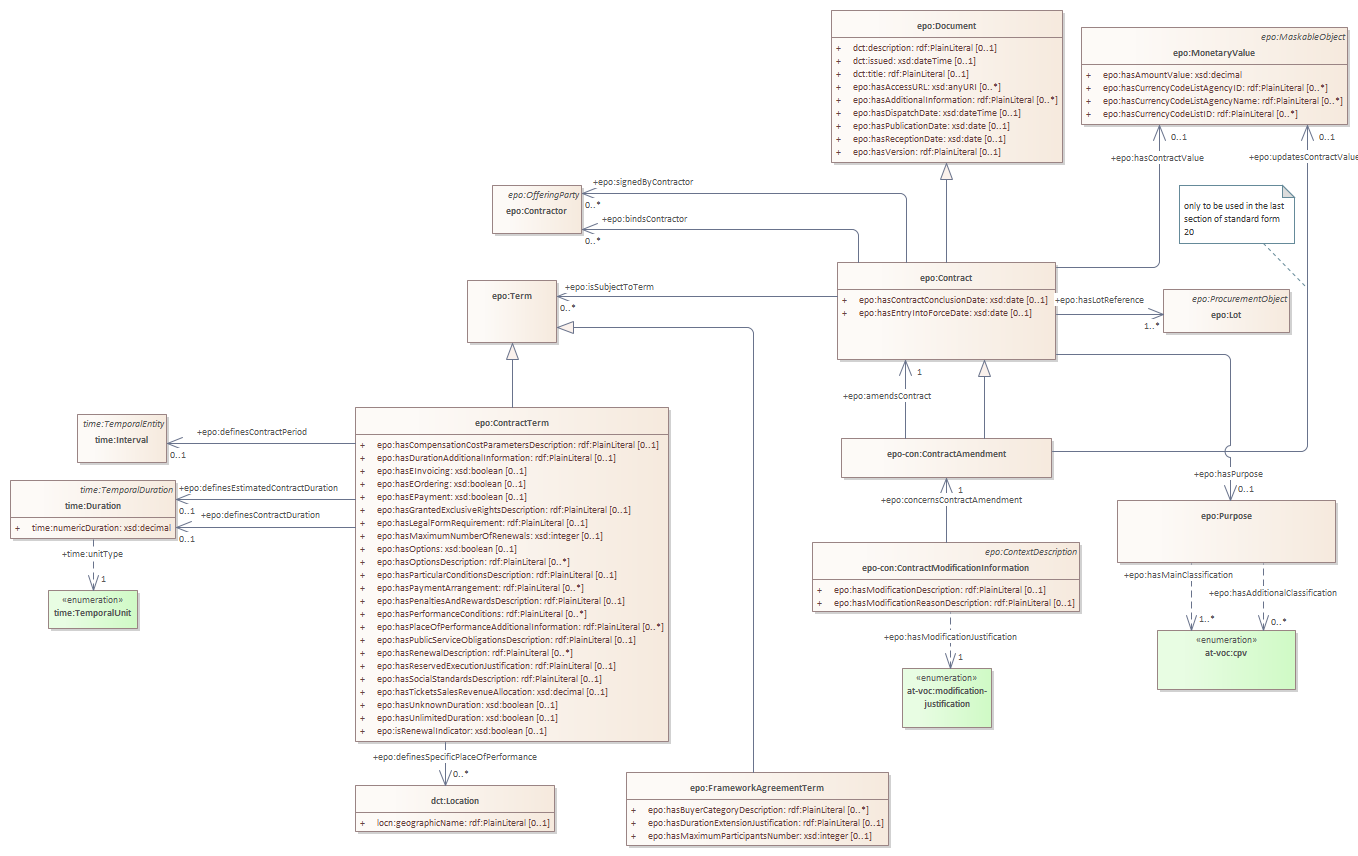 epo:Document
+ dct:description: rdf:PlainLiteral [0..1]
+ dct:issued: xsd:dateTime [0..1]
+ dct:title: rdf:PlainLiteral [0..1]
+ epo:hasAccessURL: xsd:anyURI [0..*]
+ epo:hasAdditionalInformation: rdf:PlainLiteral [0..*]
+ epo:hasDispatchDate: xsd:dateTime [0..1]
+ epo:hasPublicationDate: xsd:date [0..1]
+ epo:hasReceptionDate: xsd:date [0..1]
+ epo:hasVersion: rdf:PlainLiteral [0..1]
epo:MaskableObject
epo:MonetaryValue
+ epo:hasAmountValue: xsd:decimal
+ epo:hasCurrencyCodeListAgencyID: rdf:PlainLiteral [0..*]
+ epo:hasCurrencyCodeListAgencyName: rdf:PlainLiteral [0..*]
+ epo:hasCurrencyCodeListID: rdf:PlainLiteral [0..*]
0..1
0..1
+epo:hasContractValue
+epo:updatesContractValue
only to be used in the last
section of standard form
20
epo:OfferingParty
epo:Contractor
+epo:signedByContractor
0..*
+epo:bindsContractor
0..*
epo:Term
+epo:isSubjectToTerm
0..*
epo:Contract
+ epo:hasContractConclusionDate: xsd:date [0..1]
+ epo:hasEntryIntoForceDate: xsd:date [0..1]
+epo:hasLotReference
1..*
epo:ProcurementObject
epo:Lot
1
+epo:amendsContract
epo-con:ContractAmendment
+epo:hasPurpose
0..1
1
+epo:concernsContractAmendment
epo:Purpose
+epo:hasMainClassification
+epo:hasAdditionalClassification
1..*
0..*
«enumeration»
at-voc:cpv
epo:ContextDescription
epo-con:ContractModificationInformation
+ epo:hasModificationDescription: rdf:PlainLiteral [0..1]
+ epo:hasModificationReasonDescription: rdf:PlainLiteral [0..1]
+epo:hasModificationJustification
1
«enumeration»
at-voc:modification-
justification
time:TemporalEntity
time:Interval
+epo:definesContractPeriod
0..1
time:TemporalDuration
time:Duration
+ time:numericDuration: xsd:decimal
+epo:definesEstimatedContractDuration
0..1
+epo:definesContractDuration
0..1
+time:unitType
1
«enumeration»
time:TemporalUnit
epo:ContractTerm
+ epo:hasCompensationCostParametersDescription: rdf:PlainLiteral [0..1]
+ epo:hasDurationAdditionalInformation: rdf:PlainLiteral [0..1]
+ epo:hasEInvoicing: xsd:boolean [0..1]
+ epo:hasEOrdering: xsd:boolean [0..1]
+ epo:hasEPayment: xsd:boolean [0..1]
+ epo:hasGrantedExclusiveRightsDescription: rdf:PlainLiteral [0..1]
+ epo:hasLegalFormRequirement: rdf:PlainLiteral [0..1]
+ epo:hasMaximumNumberOfRenewals: xsd:integer [0..1]
+ epo:hasOptions: xsd:boolean [0..1]
+ epo:hasOptionsDescription: rdf:PlainLiteral [0..*]
+ epo:hasParticularConditionsDescription: rdf:PlainLiteral [0..1]
+ epo:hasPaymentArrangement: rdf:PlainLiteral [0..*]
+ epo:hasPenaltiesAndRewardsDescription: rdf:PlainLiteral [0..1]
+ epo:hasPerformanceConditions: rdf:PlainLiteral [0..*]
+ epo:hasPlaceOfPerformanceAdditionalInformation: rdf:PlainLiteral [0..*]
+ epo:hasPublicServiceObligationsDescription: rdf:PlainLiteral [0..1]
+ epo:hasRenewalDescription: rdf:PlainLiteral [0..*]
+ epo:hasReservedExecutionJustification: rdf:PlainLiteral [0..1]
+ epo:hasSocialStandardsDescription: rdf:PlainLiteral [0..1]
+ epo:hasTicketsSalesRevenueAllocation: xsd:decimal [0..1]
+ epo:hasUnknownDuration: xsd:boolean [0..1]
+ epo:hasUnlimitedDuration: xsd:boolean [0..1]
+ epo:isRenewalIndicator: xsd:boolean [0..1]
+epo:definesSpecificPlaceOfPerformance
0..*
dct:Location
+ locn:geographicName: rdf:PlainLiteral [0..1]
epo:FrameworkAgreementTerm
+ epo:hasBuyerCategoryDescription: rdf:PlainLiteral [0..*]
+ epo:hasDurationExtensionJustification: rdf:PlainLiteral [0..1]
+ epo:hasMaximumParticipantsNumber: xsd:integer [0..1]